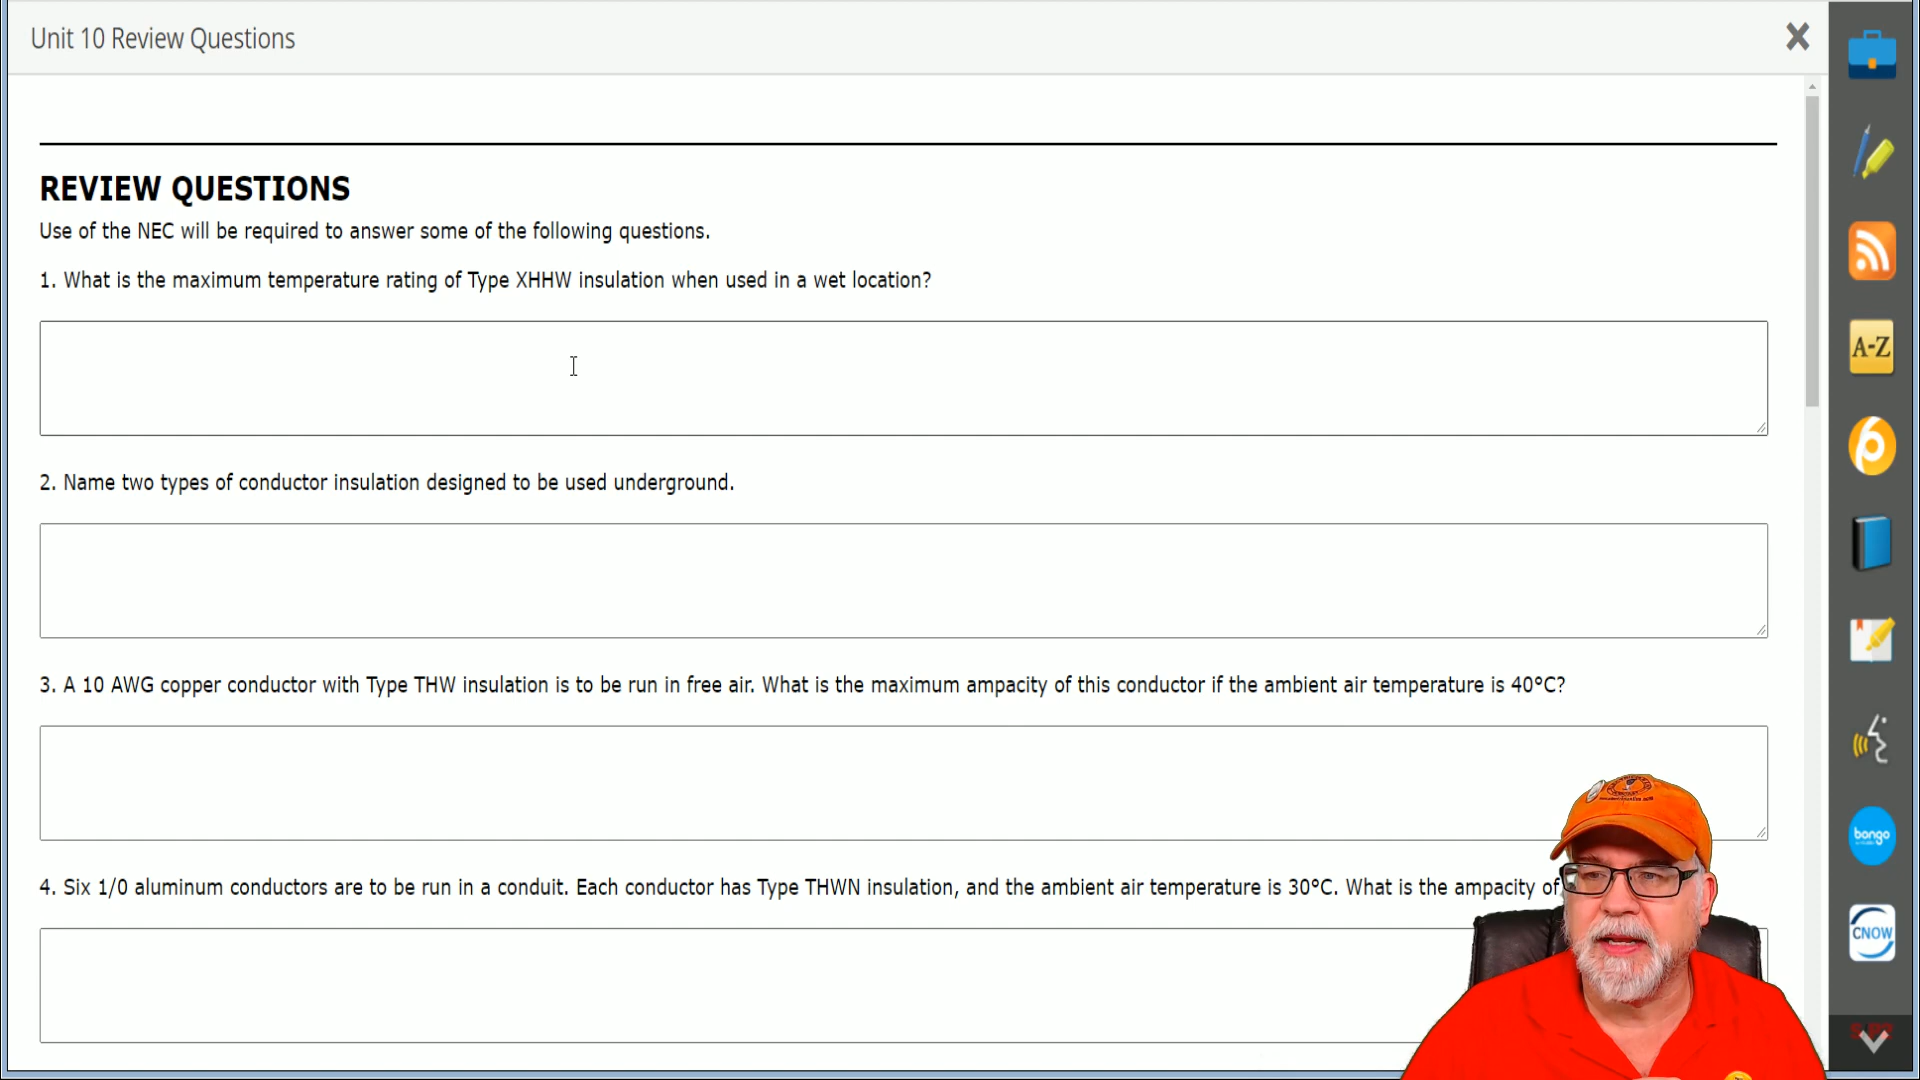 Unit 10 Review Questions
REVIEW QUESTIONS
Use of the NEC will be required to answer some of the following questions.
1. What is the maximum temperature rating of Type XHHW insulation when used in a wet location?
2. Name two types of conductor insulation designed to be used underground.
3. A 10 AWG copper conductor with Type THW insulation is to be run in free air. What is the maximum ampacity of this conductor if the ambient air temperature is 40°C?
4. Six 1/0 aluminum conductors are to be run in a conduit. Each conductor has Type THWN insulation, and the ambient air temperature is 30°C. What is the ampacity of
A-Z
bongo
CNOW